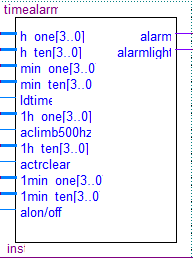 timealarm
h_one[3..0] alarm
h_ten[3..0] alarmlight
min_one[3..0
min_ten[3..0
ldtime
1h_one[3..0]
aclimb500hz
1h_ten[3..0]
actrclear
1min_one[3..0
1min_ten[3..0
alon/off
inst